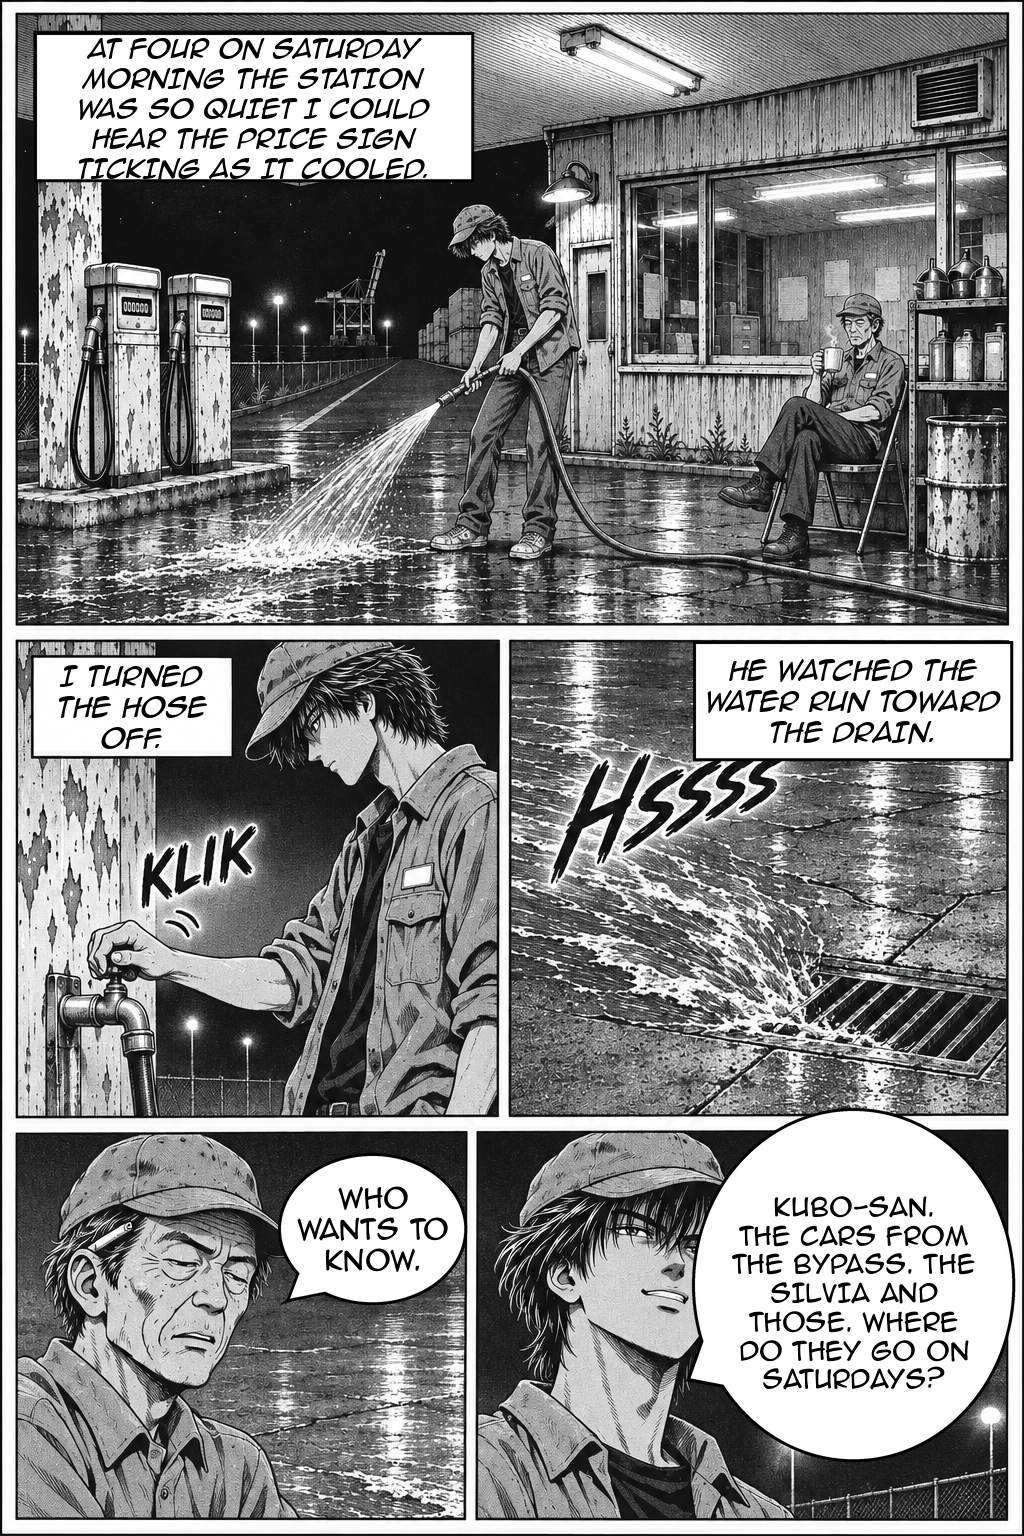 AT FOUR ON SATURDAY
MORNING THE STATION
WAS SO QUIET I COULD
HEAR THE PRICE SIGN
TICKING AS IT COOLED.
000000
000000
I TURNED
THE HOSE
OFF.
KLIK
HE WATCHED THE
WATER RUN TOWARD
THE DRAIN.
HSSSS
WHO
WANTS TO
KNOW.
KUBO-SAN.
THE CARS FROM
THE BYPASS. THE
SILVIA AND
THOSE. WHERE
DO THEY GO ON
SATURDAYS?